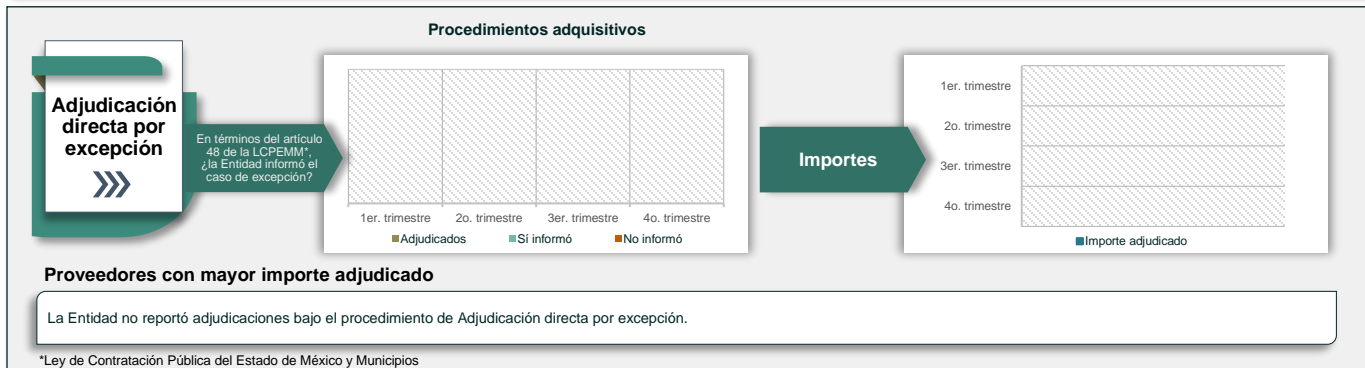 Procedimientos adquisitivos
Adjudicación
directa por
excepción
En términos del artículo
48 de la LCPEMM*,
¿la Entidad informó el
caso de excepción?
1er. trimestre 2o. trimestre 3er. trimestre 4o. trimestre
Adjudicados Sí informó No informó
Importes
1er. trimestre
2o. trimestre
3er. trimestre
4o. trimestre
Importe adjudicado
Proveedores con mayor importe adjudicado
La Entidad no reportó adjudicaciones bajo el procedimiento de Adjudicación directa por excepción.
*Ley de Contratación Pública del Estado de México y Municipios